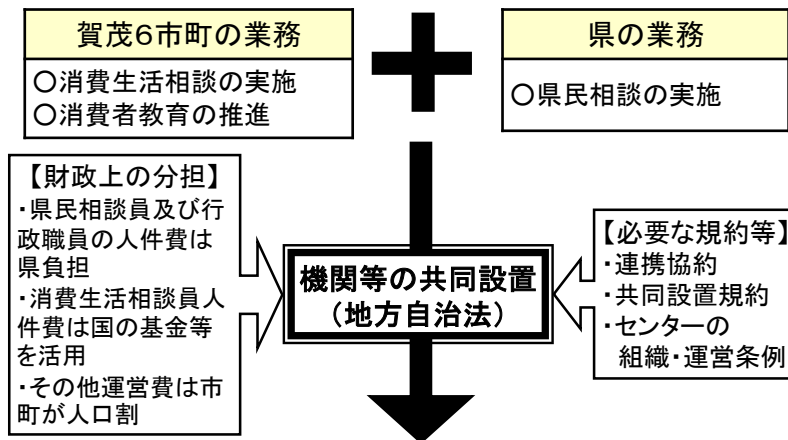 賀茂6市町の業務
○消費生活相談の実施
○消費者教育の推進
県の業務
○県民相談の実施
【財政上の分担】
・県民相談員及び行
政職員の人件費は
県負担
・消費生活相談員人
件費は国の基金等
を活用
・その他運営費は市
町が人口割
機関等の共同設置
(地方自治法)
【必要な規約等】
・連携協約
・共同設置規約
・センターの
組織・運営条例